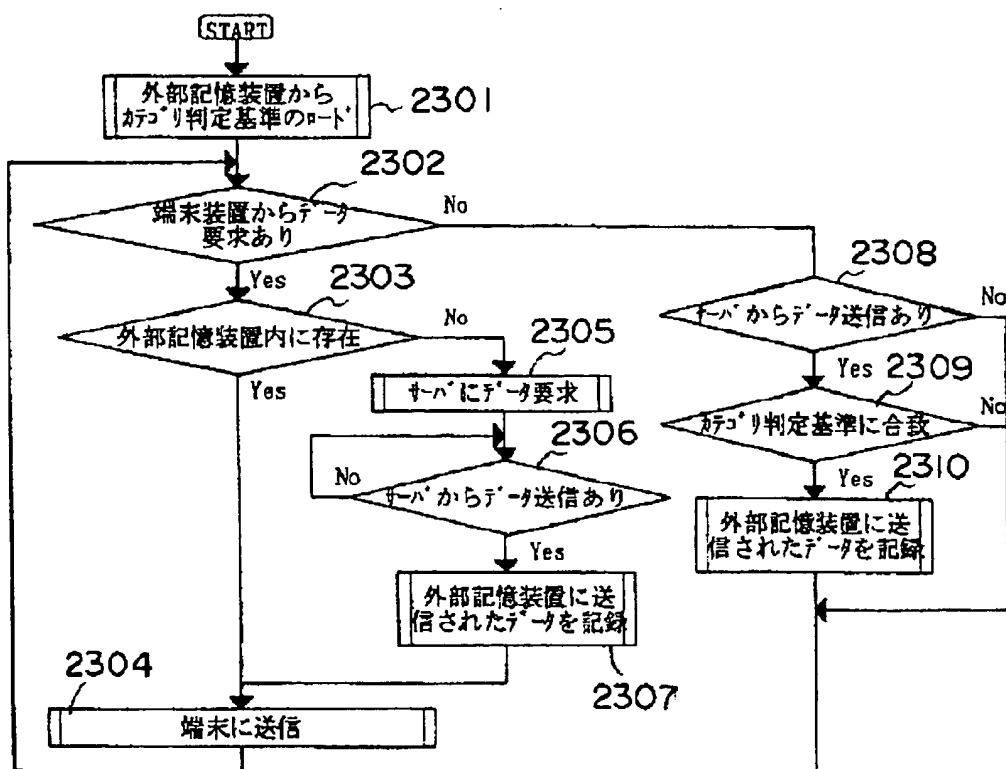 START
外部記憶装置から
ｶﾃｺﾞﾘ判定基準のﾛｰﾄﾞ
2301
2302
端末装置からﾃﾞｰﾀ
要求あり
No
Yes
2303
外部記憶装置内に存在
No
Yes
2305
ｻｰﾊﾞにﾃﾞｰﾀ要求
2306
No
ｻｰﾊﾞからﾃﾞｰﾀ送信あり
Yes
外部記憶装置に送
信されたﾃﾞｰﾀを記録
2307
2304
端末に送信
2308
No
ｻｰﾊﾞからﾃﾞｰﾀ送信あり
Yes
2309
No
ｶﾃｺﾞﾘ判定基準に合致
Yes
2310
外部記憶装置に送
信されたﾃﾞｰﾀを記録